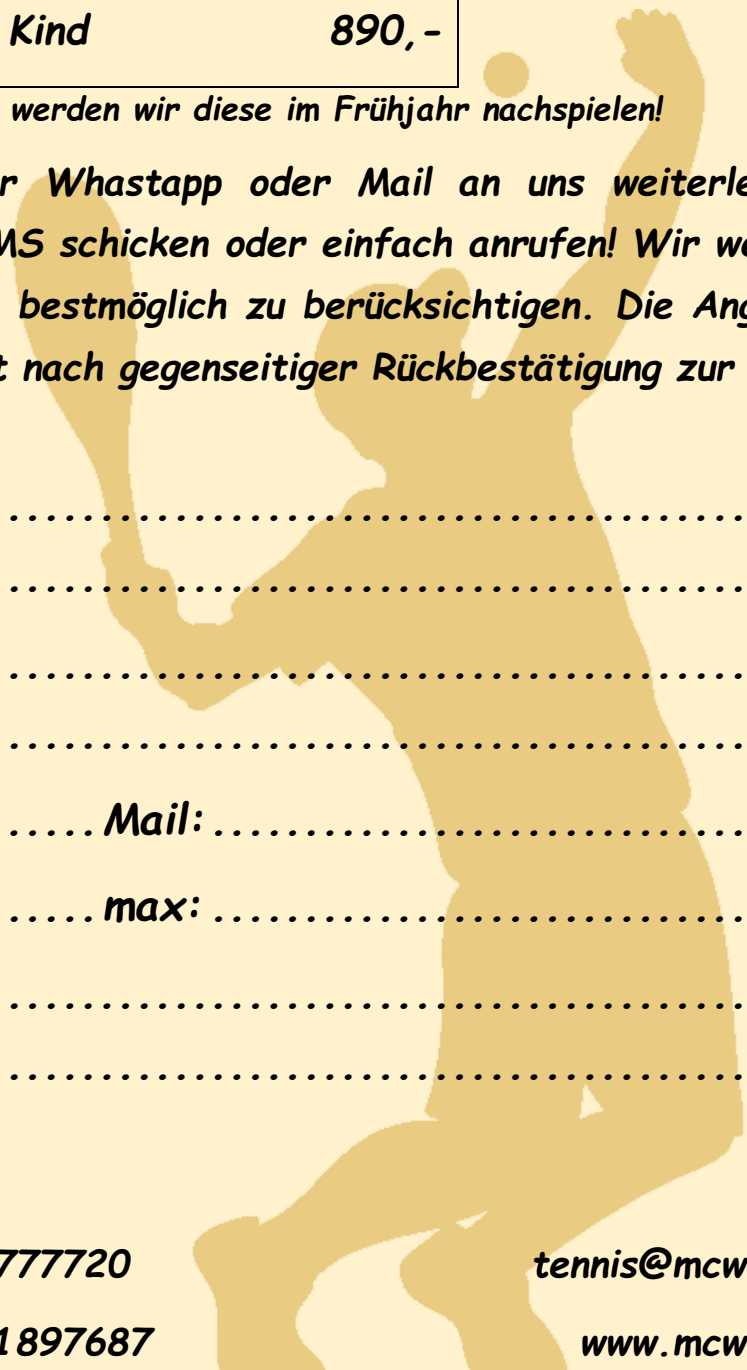 Kind 890,-
werden wir diese im Frühjahr nachspielen!
r Whastapp oder Mail an uns weiterle
MS schicken oder einfach anrufen! Wir we
bestmöglich zu berücksichtigen. Die Ang
t nach gegenseitiger Rückbestätigung zur
........................................
........................................
........................................
........................................
.....Mail:.............................
.....max:.............................
........................................
........................................
777720 tennis@mcw
1897687 www.mcw